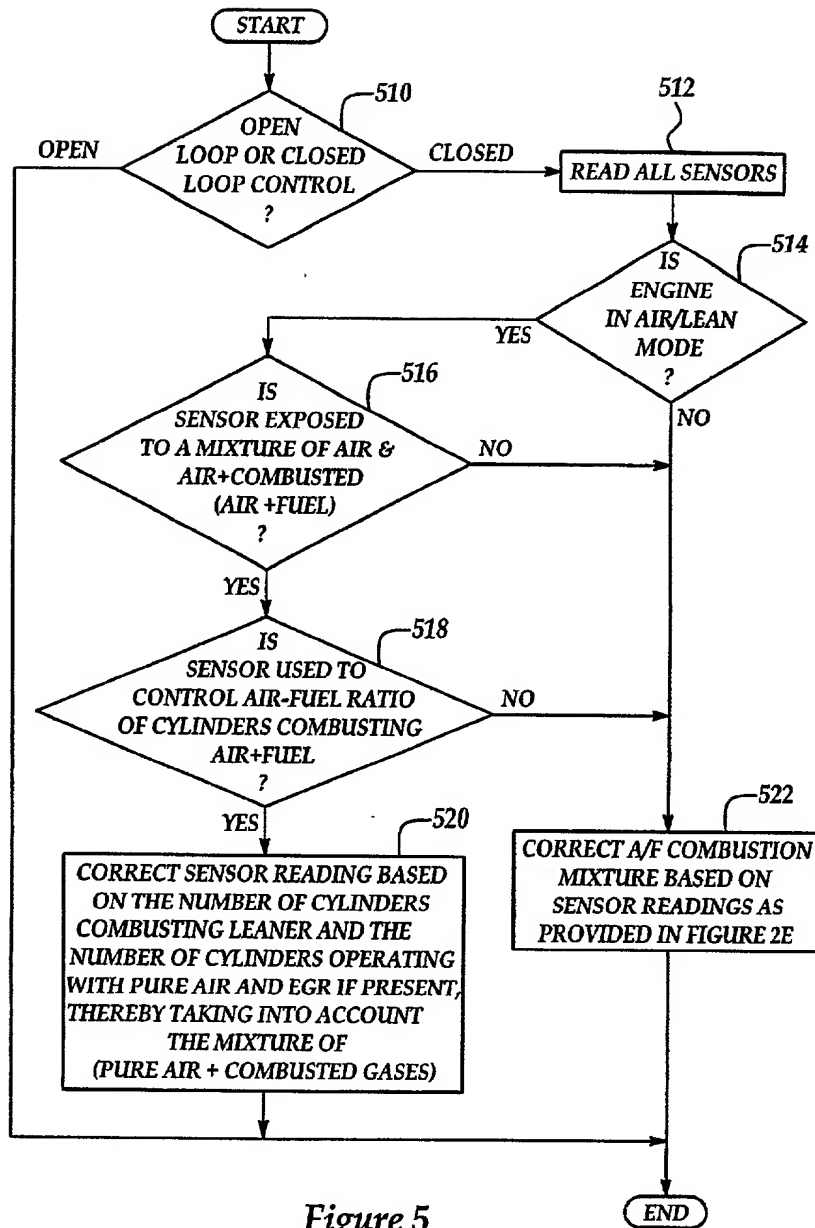 START
510
OPEN
LOOP OR CLOSED
LOOP CONTROL
?
OPEN
CLOSED
512
READ ALL SENSORS
514
IS
ENGINE
IN AIR/LEAN
MODE
?
YES
NO
516
IS
SENSOR EXPOSED
TO A MIXTURE OF AIR &
AIR+COMBUSTED
(AIR +FUEL)
?
NO
YES
518
IS
SENSOR USED TO
CONTROL AIR-FUEL RATIO
OF CYLINDERS COMBUSTING
AIR+FUEL
?
NO
YES
520
CORRECT SENSOR READING BASED
ON THE NUMBER OF CYLINDERS
COMBUSTING LEANER AND THE
NUMBER OF CYLINDERS OPERATING
WITH PURE AIR AND EGR IF PRESENT,
THEREBY TAKING INTO ACCOUNT
THE MIXTURE OF
(PURE AIR + COMBUSTED GASES)
522
CORRECT A/F COMBUSTION
MIXTURE BASED ON
SENSOR READINGS AS
PROVIDED IN FIGURE 2E
END
Figure 5